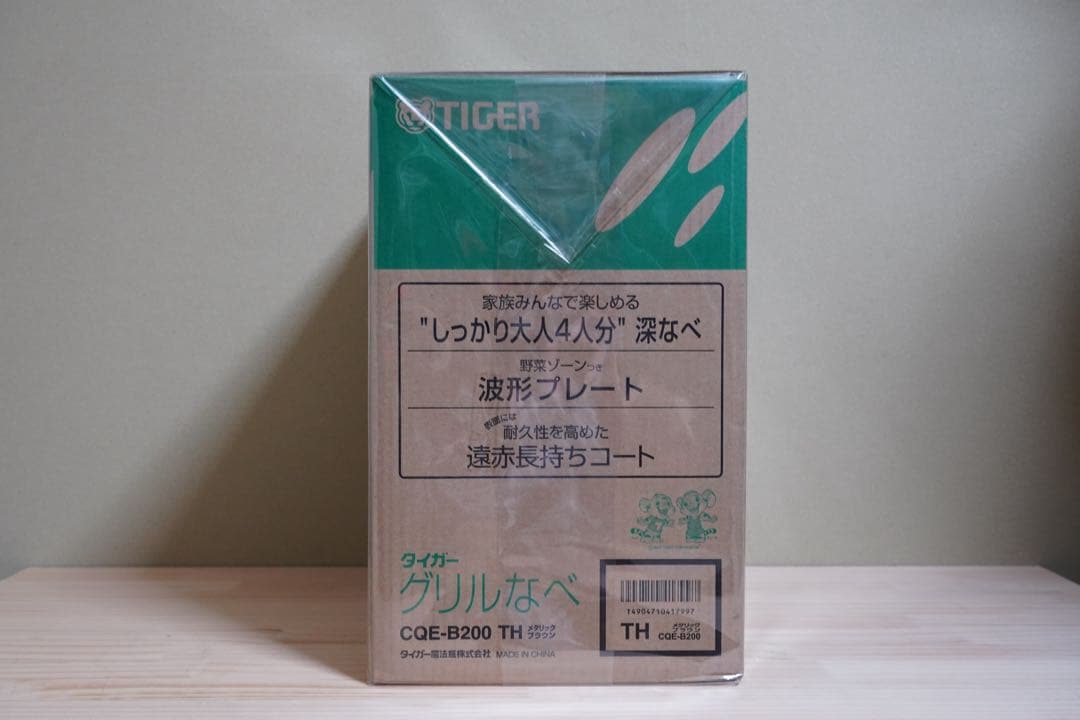 TIGER
家族みんなで楽しめる
"しっかり大人4人分" 深なべ
野菜ゾーンつき
波形プレート
表面には
耐久性を高めた
遠赤長持ちコート
タイガー
グリルなべ
CQE-B200 TH メタリック
ブラウン
タイガー魔法瓶株式会社 MADE IN CHINA
T4904710417997
TH メタリック
ブラウン
CQE-B200